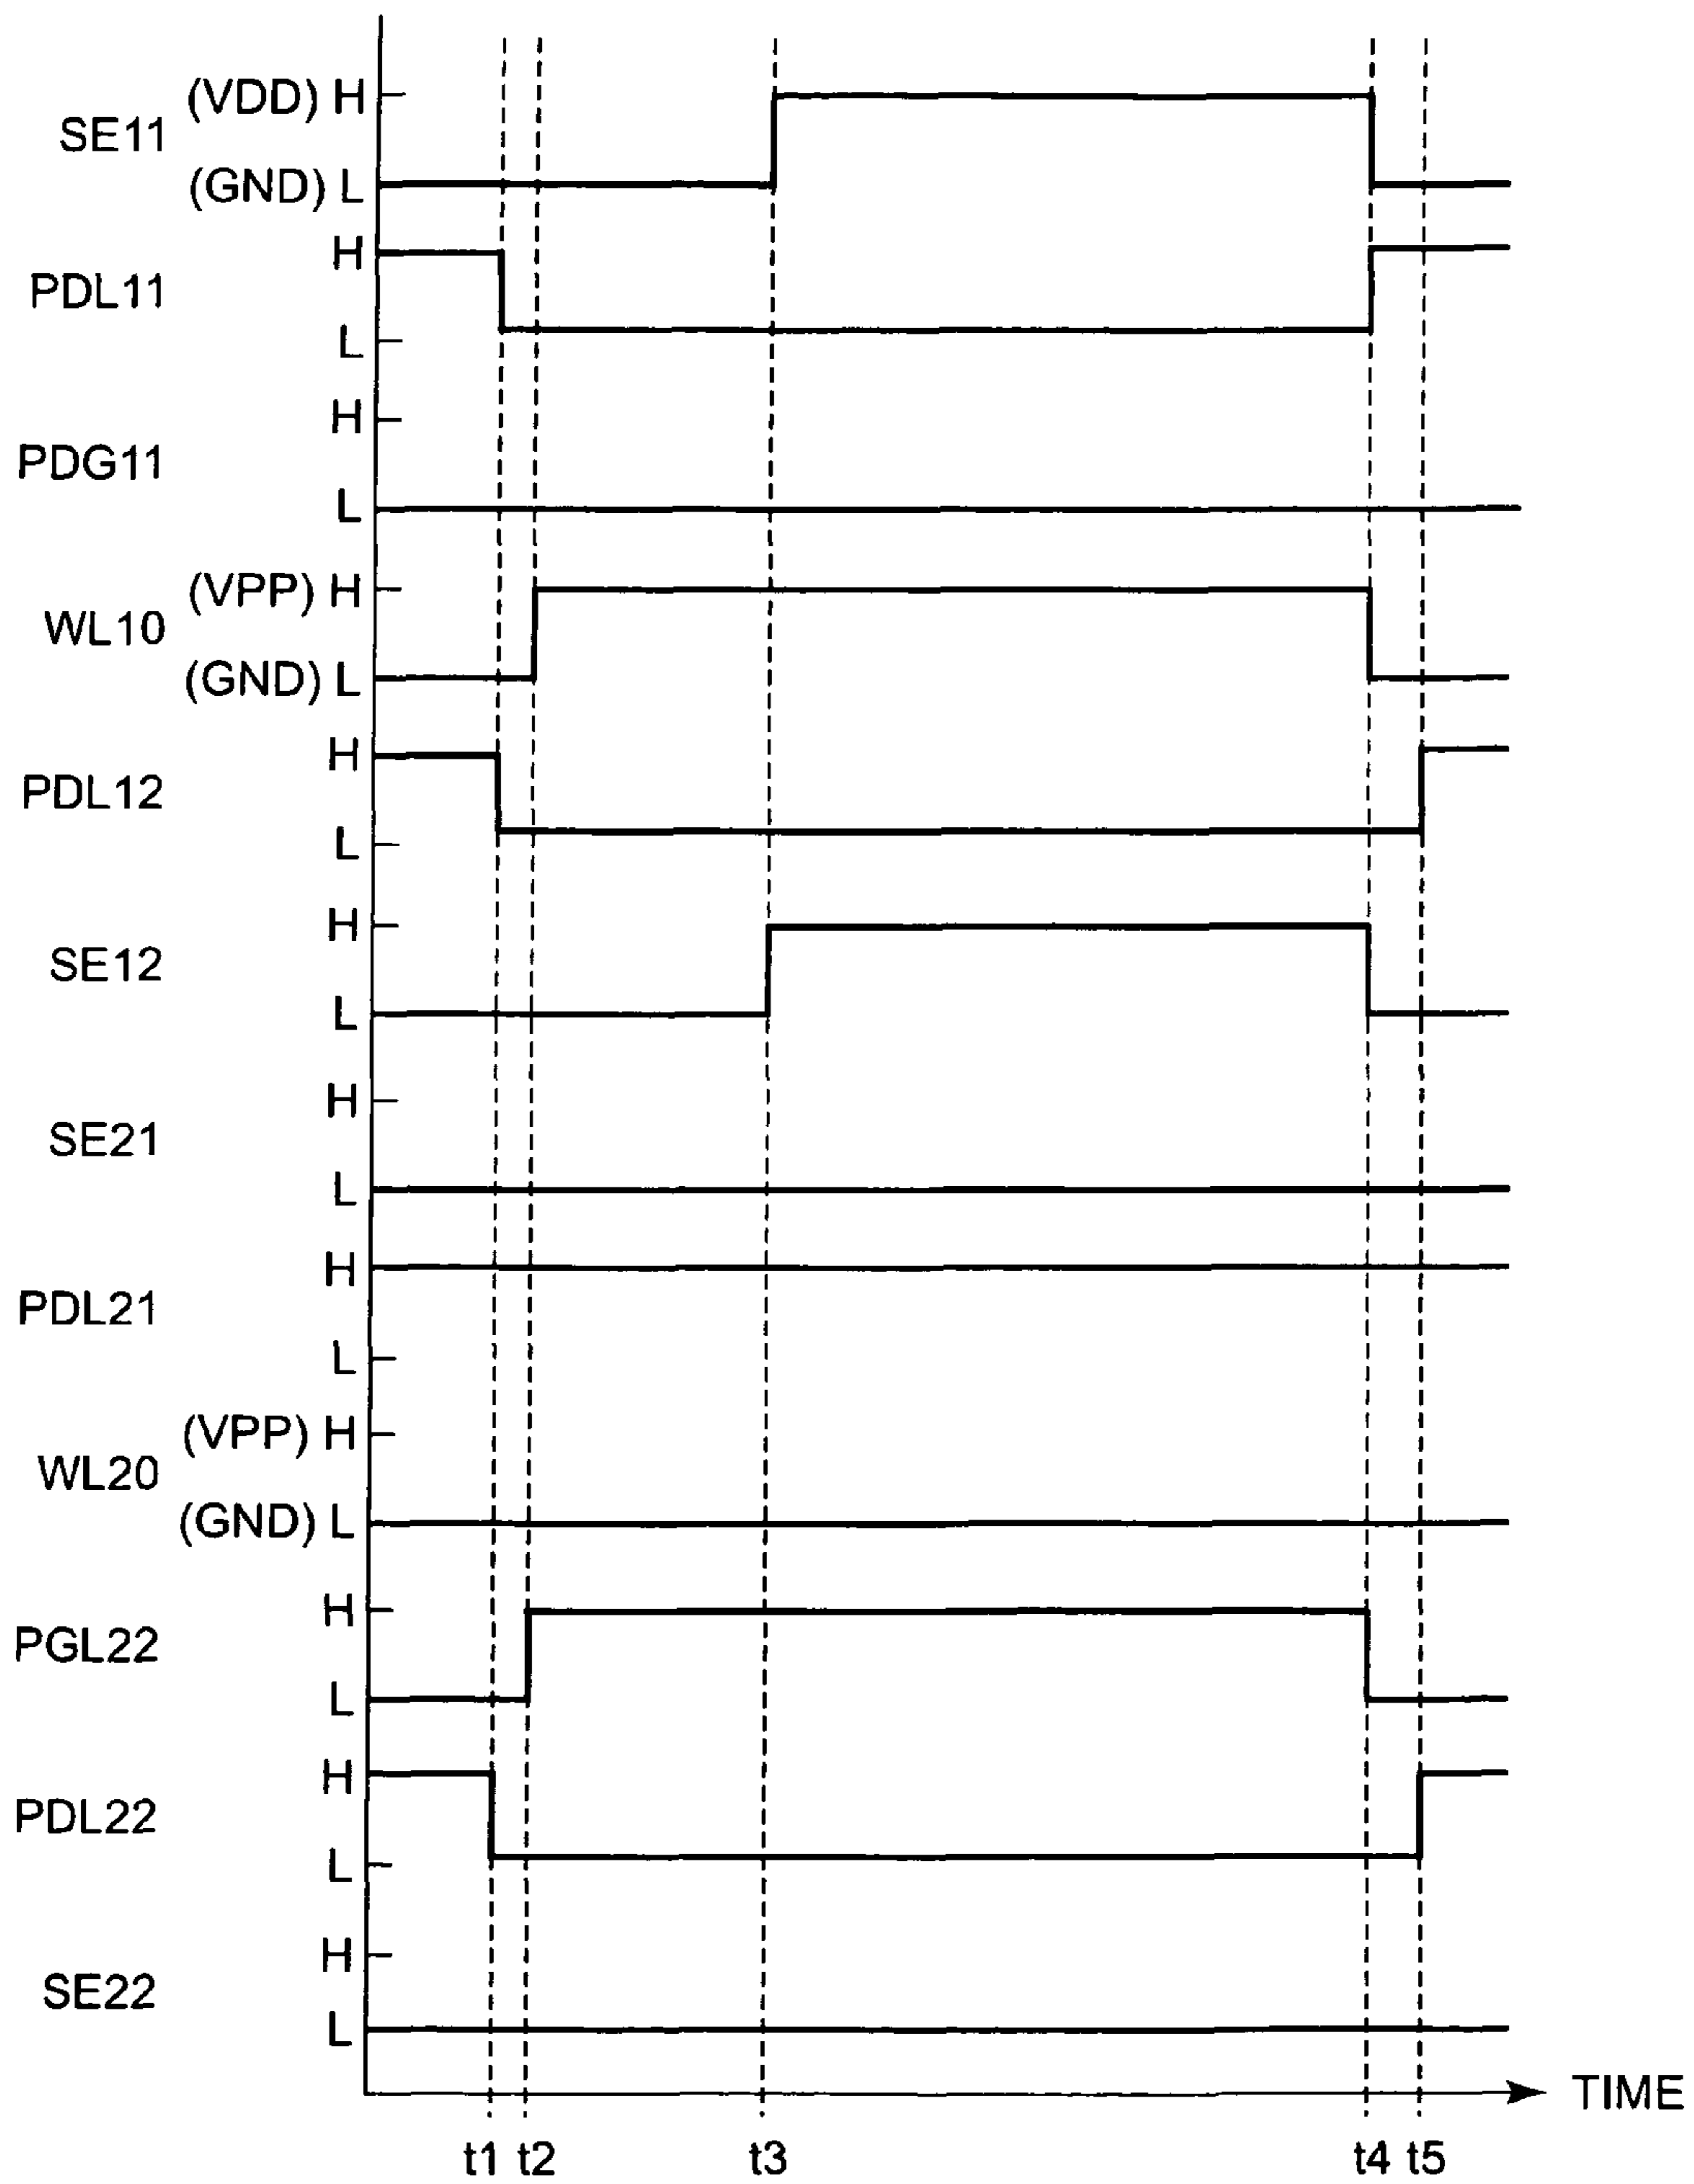 (VDD) H
SE11
(GND) L
H
PDL11
L
H
PDG11
L
(VPP) H
WL10
(GND) L
H
PDL12
L
H
SE12
L
H
SE21
L
H
PDL21
L
(VPP) H
WL20
(GND) L
H
PGL22
L
H
PDL22
L
H
SE22
L
TIME
t1 t2 t3 t4 t5